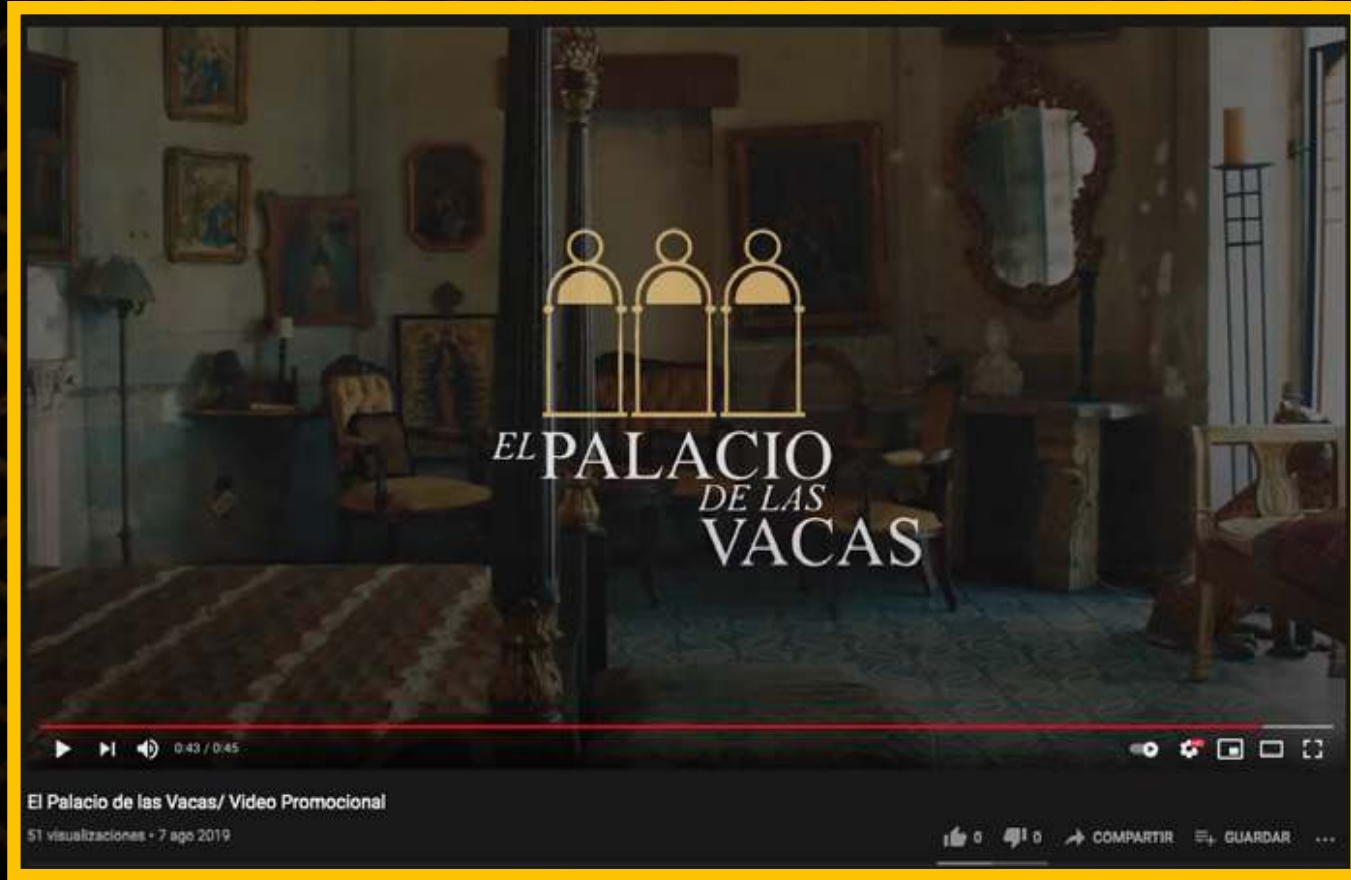 EL PALACIO
DE LAS
VACAS
0:43 / 0:45
El Palacio de las Vacas/ Video Promocional
51 visualizaciones • 7 ago 2019
0 0 COMPARTIR GUARDAR ...